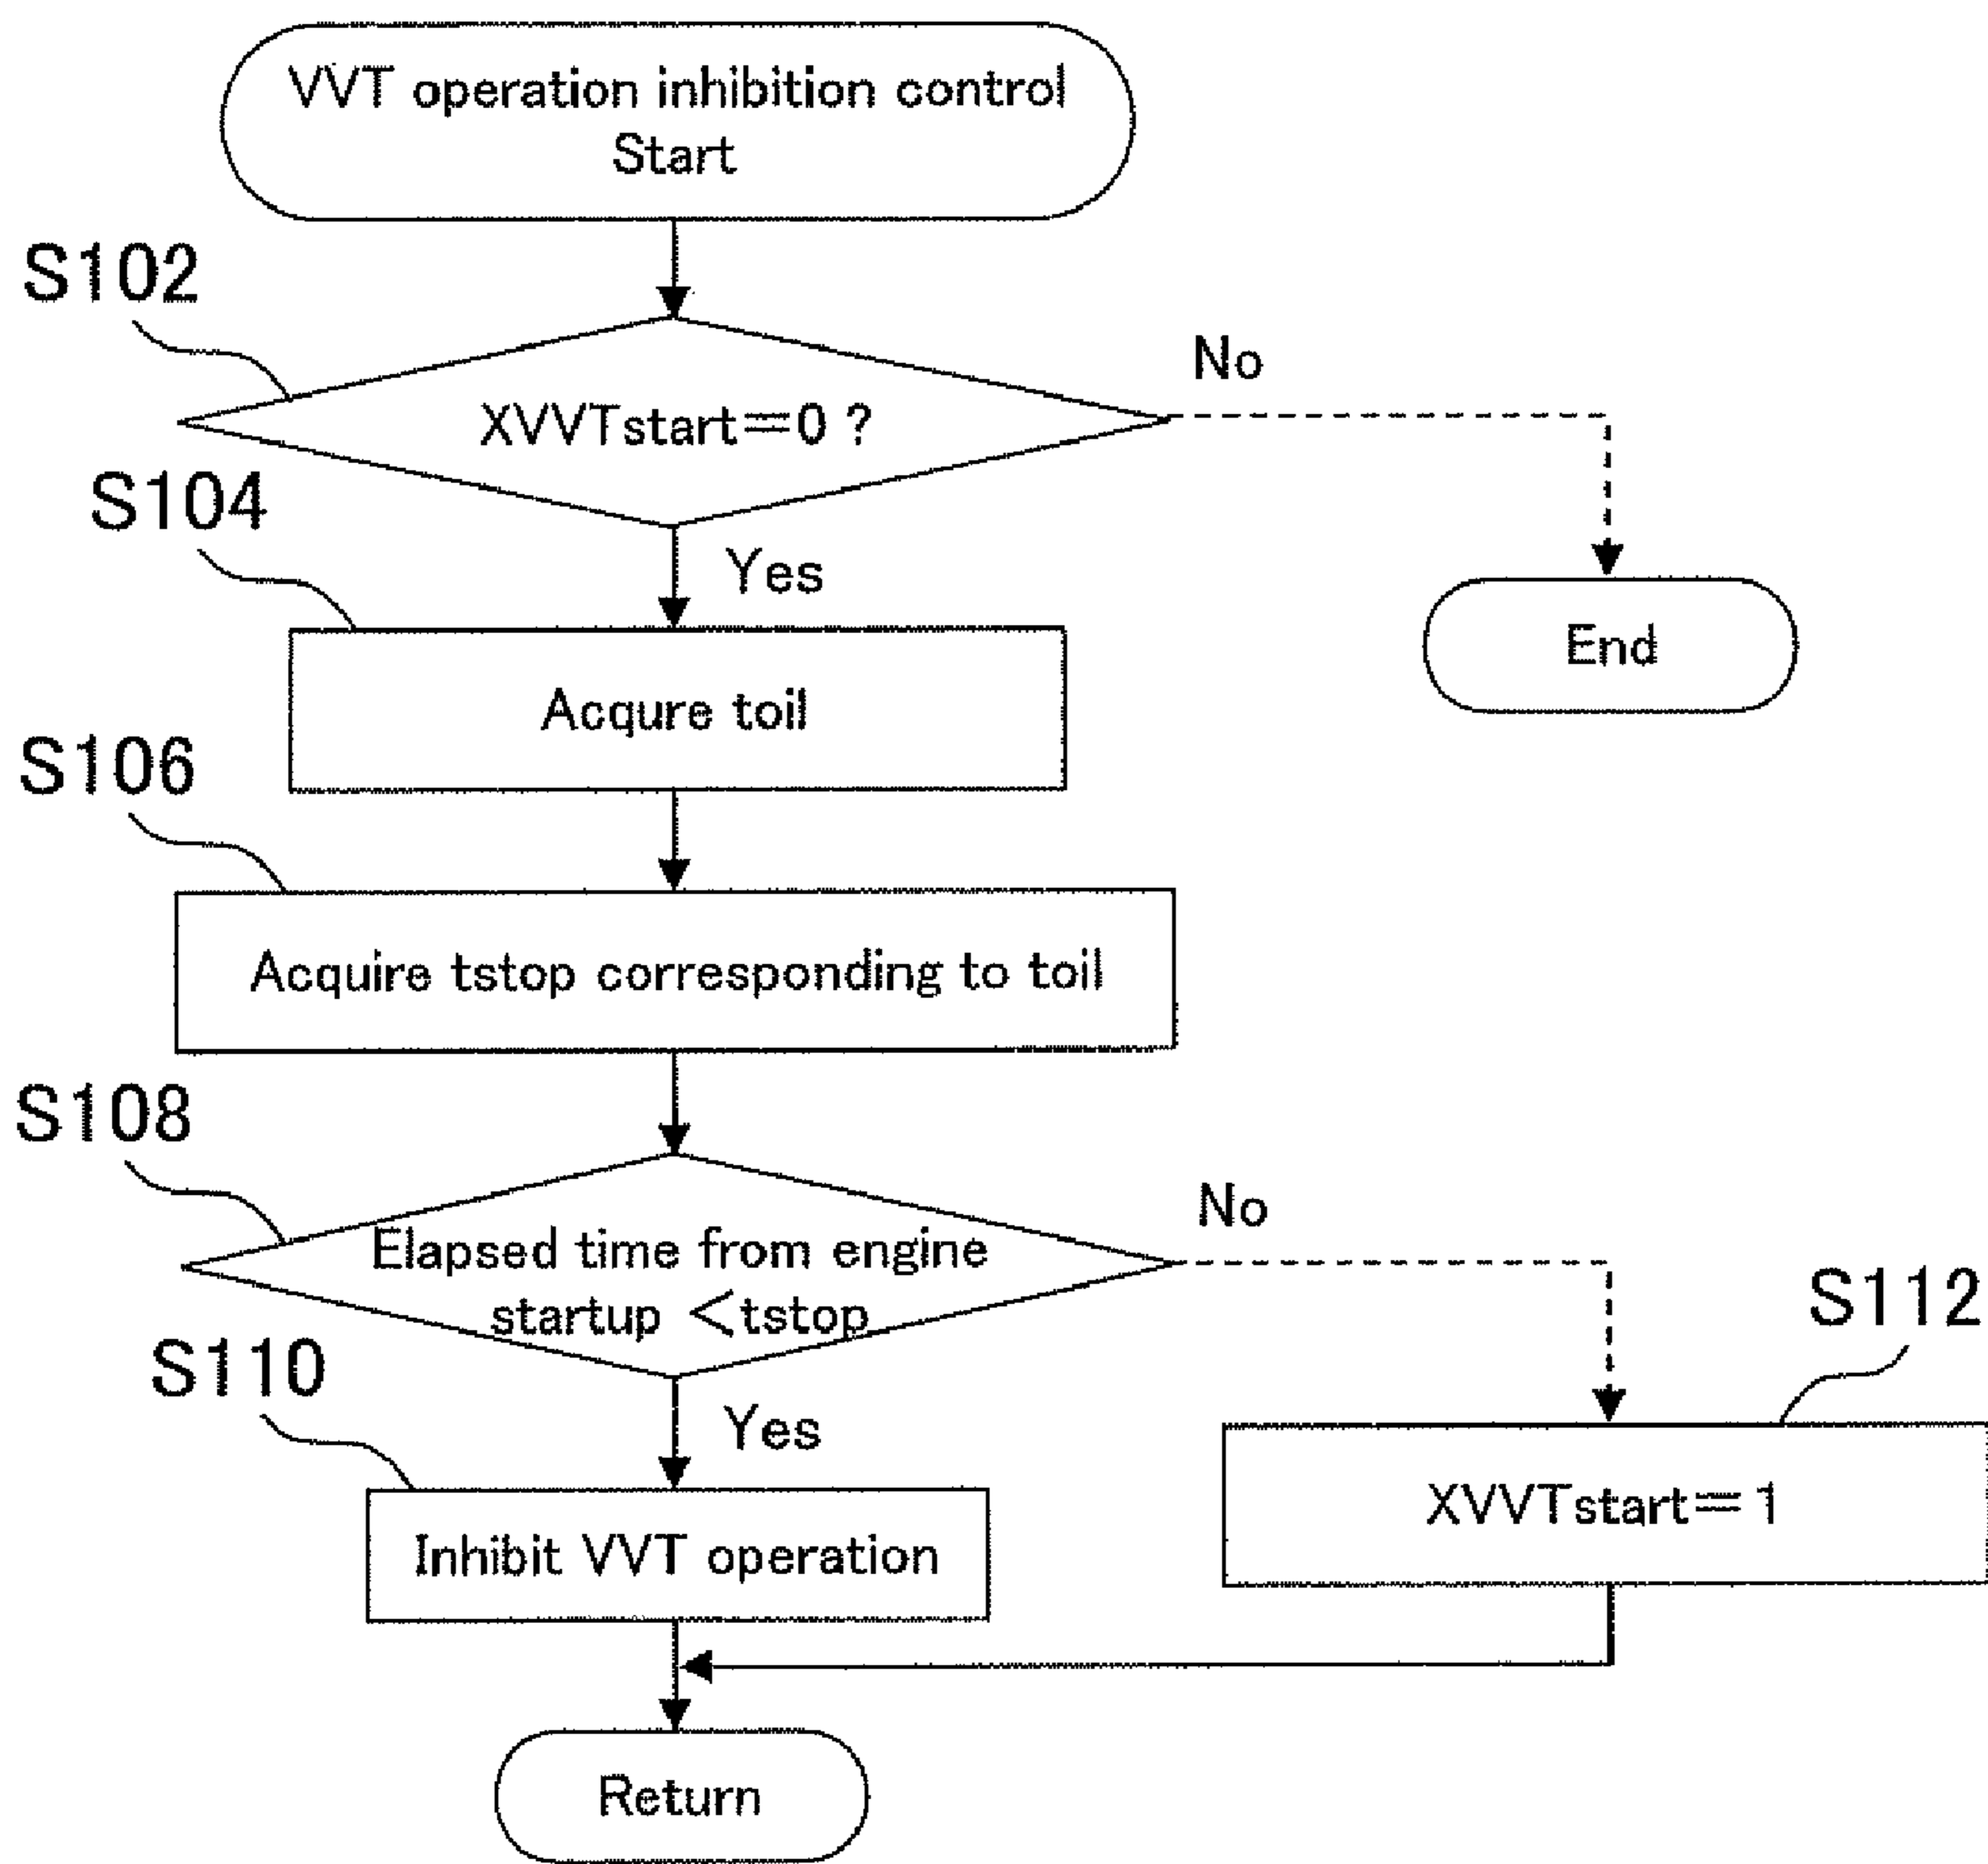 VVT operation inhibition control
Start
S102
XVVTstart=0 ?
No
S104
Yes
End
Acqure toil
S106
Acquire tstop corresponding to toil
S108
Elapsed time from engine
startup <tstop
No
S112
S110
Yes
XVVTstart=1
Inhibit VVT operation
Return